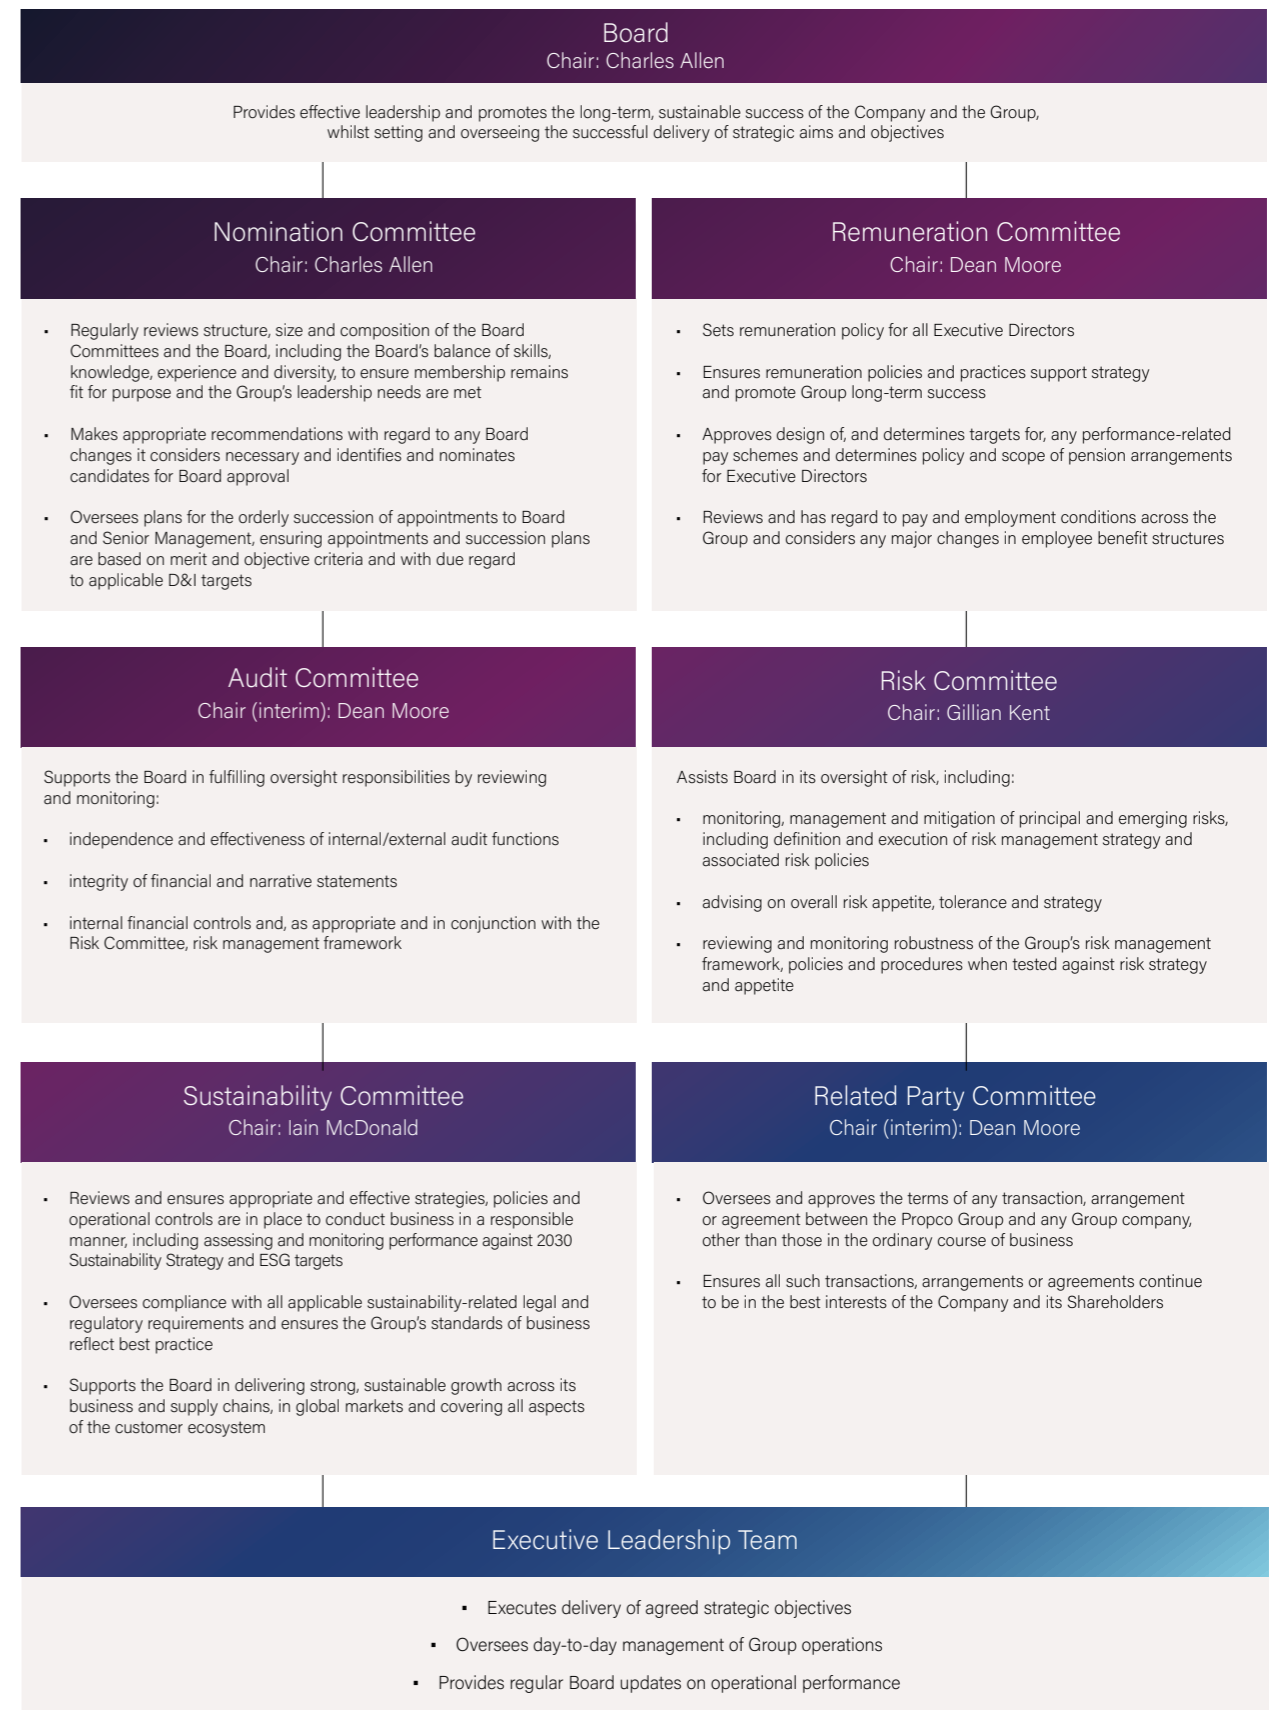 Board
Chair: Charles Allen
Provides effective leadership and promotes the long-term, sustainable success of the Company and the Group,
whilst setting and overseeing the successful delivery of strategic aims and objectives
Nomination Committee
Chair: Charles Allen
▪ Regularly reviews structure, size and composition of the Board
Committees and the Board, including the Board's balance of skills,
knowledge, experience and diversity, to ensure membership remains
fit for purpose and the Group's leadership needs are met
▪ Makes appropriate recommendations with regard to any Board
changes it considers necessary and identifies and nominates
candidates for Board approval
▪ Oversees plans for the orderly succession of appointments to Board
and Senior Management, ensuring appointments and succession plans
are based on merit and objective criteria and with due regard
to applicable D&I targets
Remuneration Committee
Chair: Dean Moore
▪ Sets remuneration policy for all Executive Directors
▪ Ensures remuneration policies and practices support strategy
and promote Group long-term success
▪ Approves design of, and determines targets for, any performance-related
pay schemes and determines policy and scope of pension arrangements
for Executive Directors
▪ Reviews and has regard to pay and employment conditions across the
Group and considers any major changes in employee benefit structures
Audit Committee
Chair (interim): Dean Moore
Supports the Board in fulfilling oversight responsibilities by reviewing
and monitoring:
▪ independence and effectiveness of internal/external audit functions
▪ integrity of financial and narrative statements
▪ internal financial controls and, as appropriate and in conjunction with the
Risk Committee, risk management framework
Risk Committee
Chair: Gillian Kent
Assists Board in its oversight of risk, including:
▪ monitoring, management and mitigation of principal and emerging risks,
including definition and execution of risk management strategy and
associated risk policies
▪ advising on overall risk appetite, tolerance and strategy
▪ reviewing and monitoring robustness of the Group's risk management
framework, policies and procedures when tested against risk strategy
and appetite
Sustainability Committee
Chair: Iain McDonald
▪ Reviews and ensures appropriate and effective strategies, policies and
operational controls are in place to conduct business in a responsible
manner, including assessing and monitoring performance against 2030
Sustainability Strategy and ESG targets
▪ Oversees compliance with all applicable sustainability-related legal and
regulatory requirements and ensures the Group's standards of business
reflect best practice
▪ Supports the Board in delivering strong, sustainable growth across its
business and supply chains, in global markets and covering all aspects
of the customer ecosystem
Related Party Committee
Chair (interim): Dean Moore
▪ Oversees and approves the terms of any transaction, arrangement
or agreement between the Propco Group and any Group company,
other than those in the ordinary course of business
▪ Ensures all such transactions, arrangements or agreements continue
to be in the best interests of the Company and its Shareholders
Executive Leadership Team
▪ Executes delivery of agreed strategic objectives
▪ Oversees day-to-day management of Group operations
▪ Provides regular Board updates on operational performance